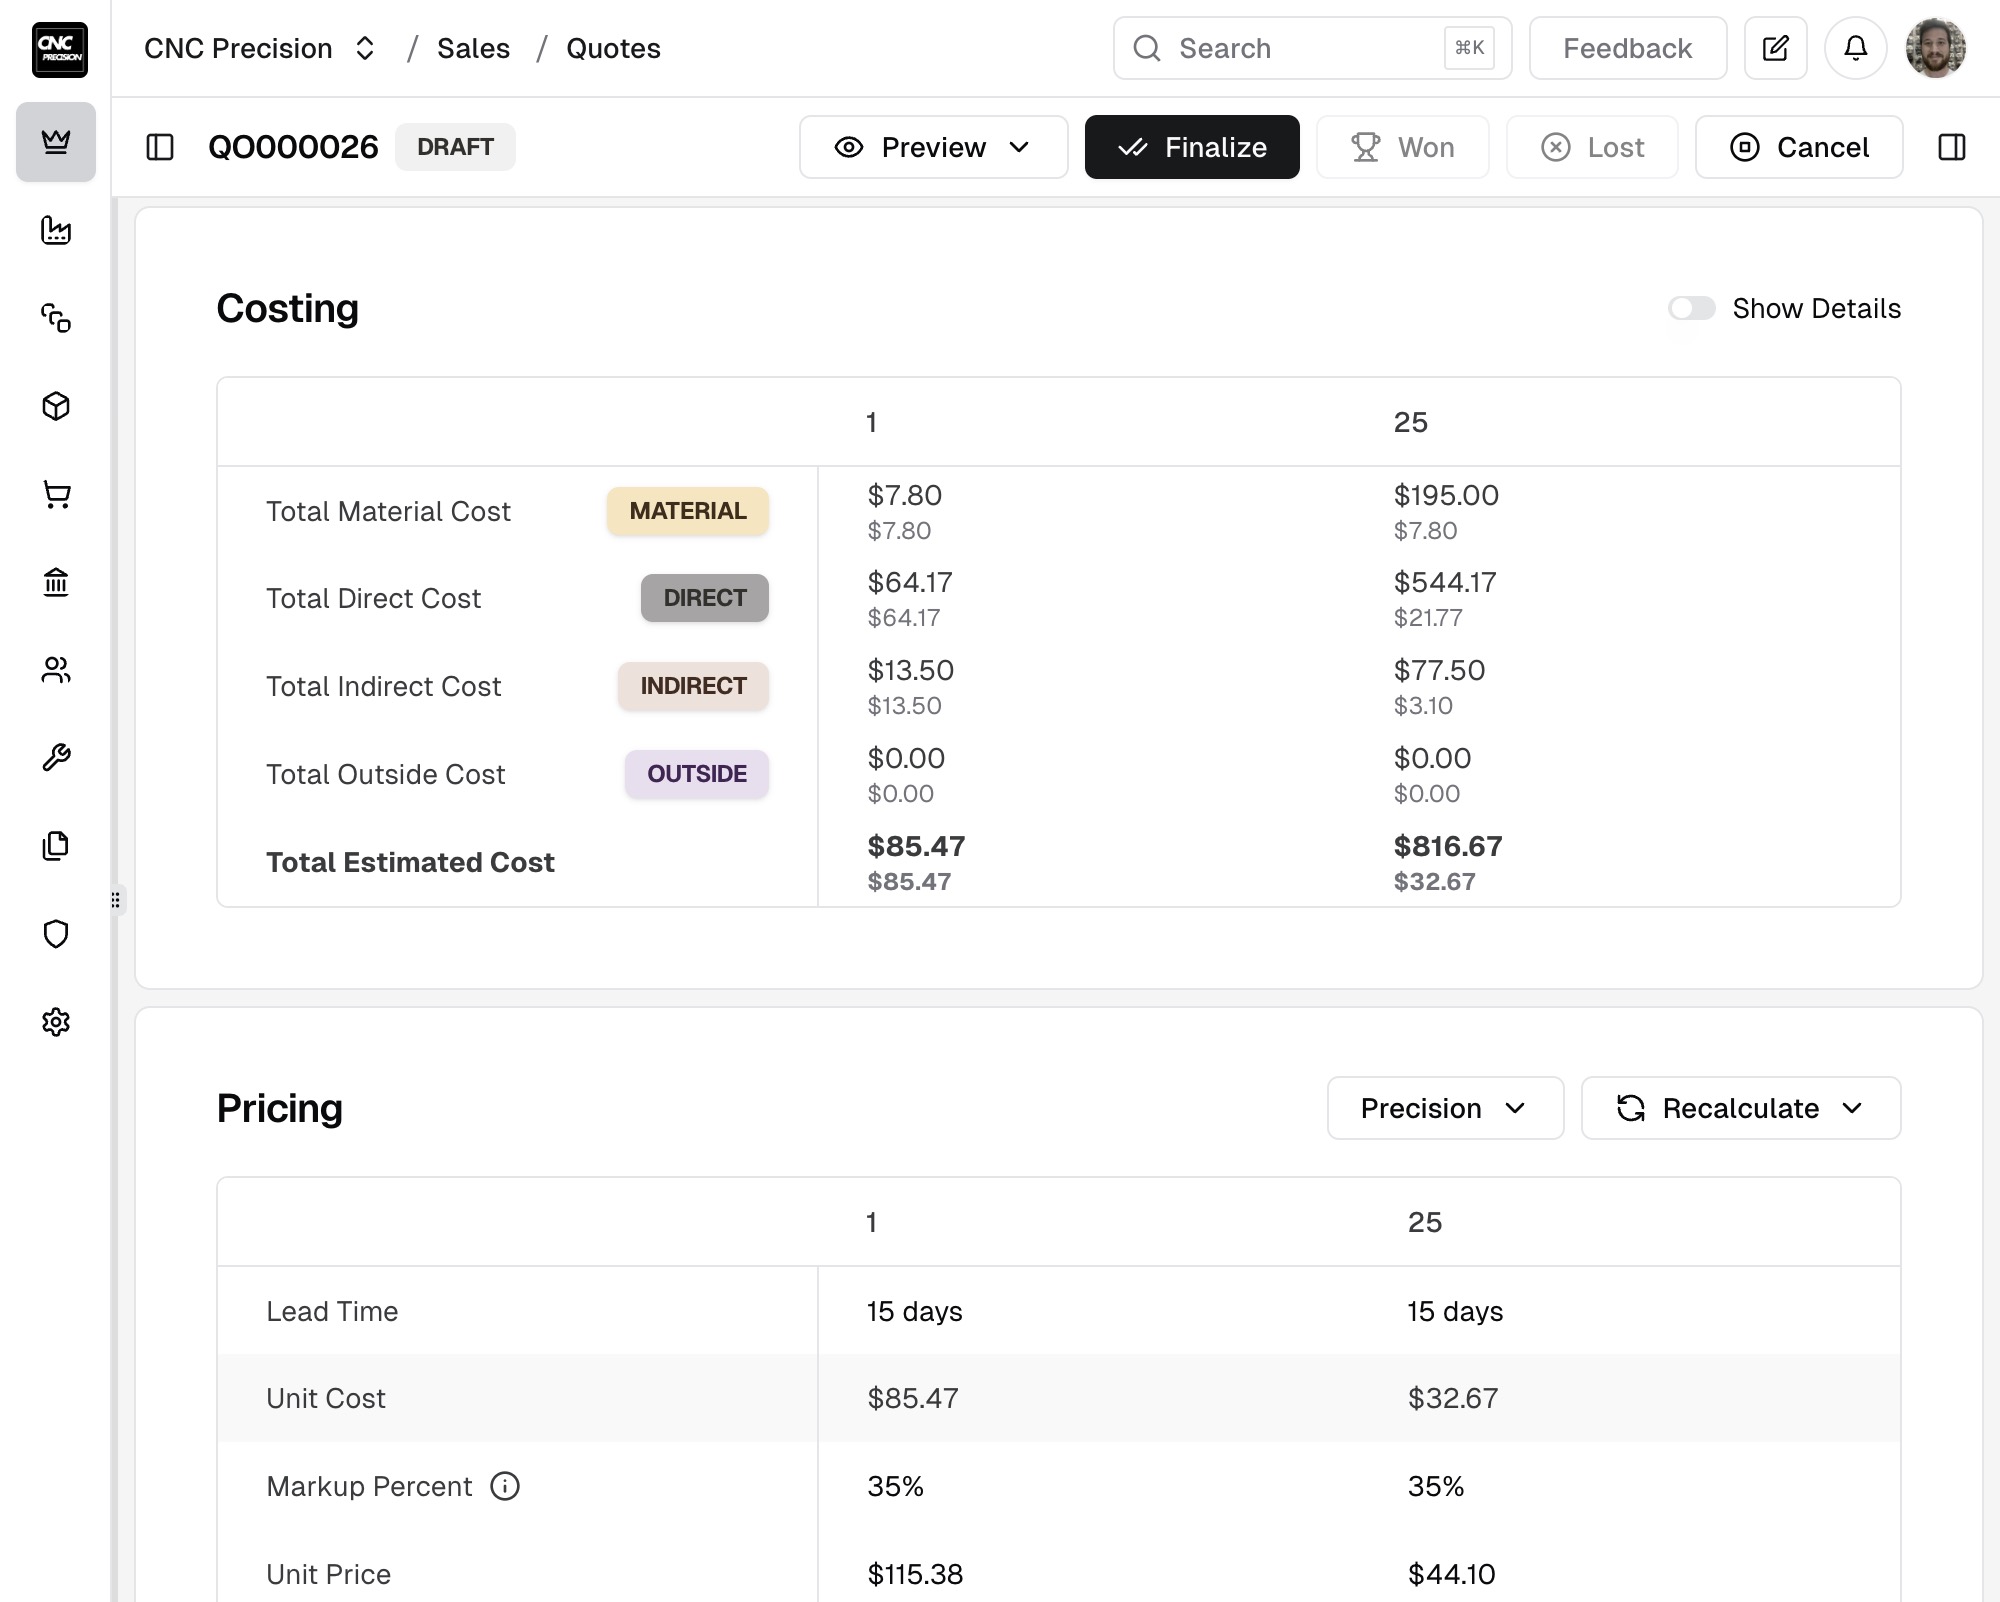 CNC
PRECISION
CNC Precision / Sales / Quotes
Search ⌘K
Feedback
QO000026 DRAFT
Preview
Finalize
Won
Lost
Cancel
Costing
Show Details
1 25
Total Material Cost MATERIAL $7.80 $195.00
$7.80 $7.80
Total Direct Cost DIRECT $64.17 $544.17
$64.17 $21.77
Total Indirect Cost INDIRECT $13.50 $77.50
$13.50 $3.10
Total Outside Cost OUTSIDE $0.00 $0.00
$0.00 $0.00
Total Estimated Cost $85.47 $816.67
$85.47 $32.67
Pricing
Precision
Recalculate
1 25
Lead Time 15 days 15 days
Unit Cost $85.47 $32.67
Markup Percent 35% 35%
Unit Price $115.38 $44.10